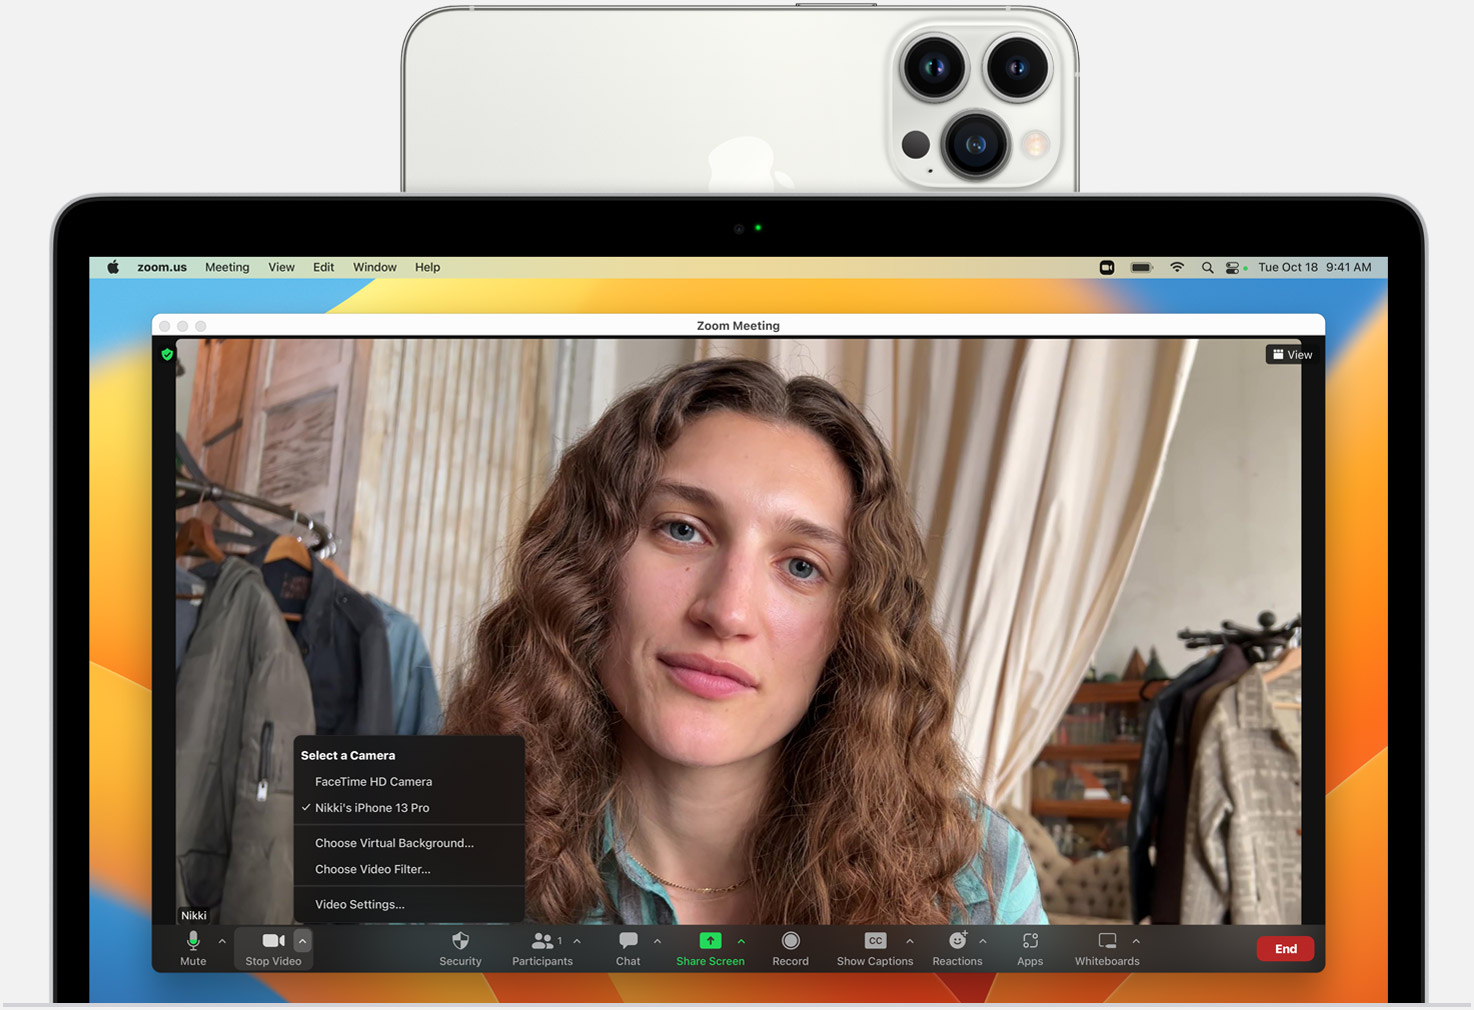 zoom.us Meeting View Edit Window Help Tue Oct 18 9:41 AM
Zoom Meeting
View
Select a Camera
FaceTime HD Camera
✓ Nikki's iPhone 13 Pro
Choose Virtual Background...
Choose Video Filter...
Video Settings...
Nikki
1
CC
Mute Stop Video Security Participants Chat Share Screen Record Show Captions Reactions Apps Whiteboards End